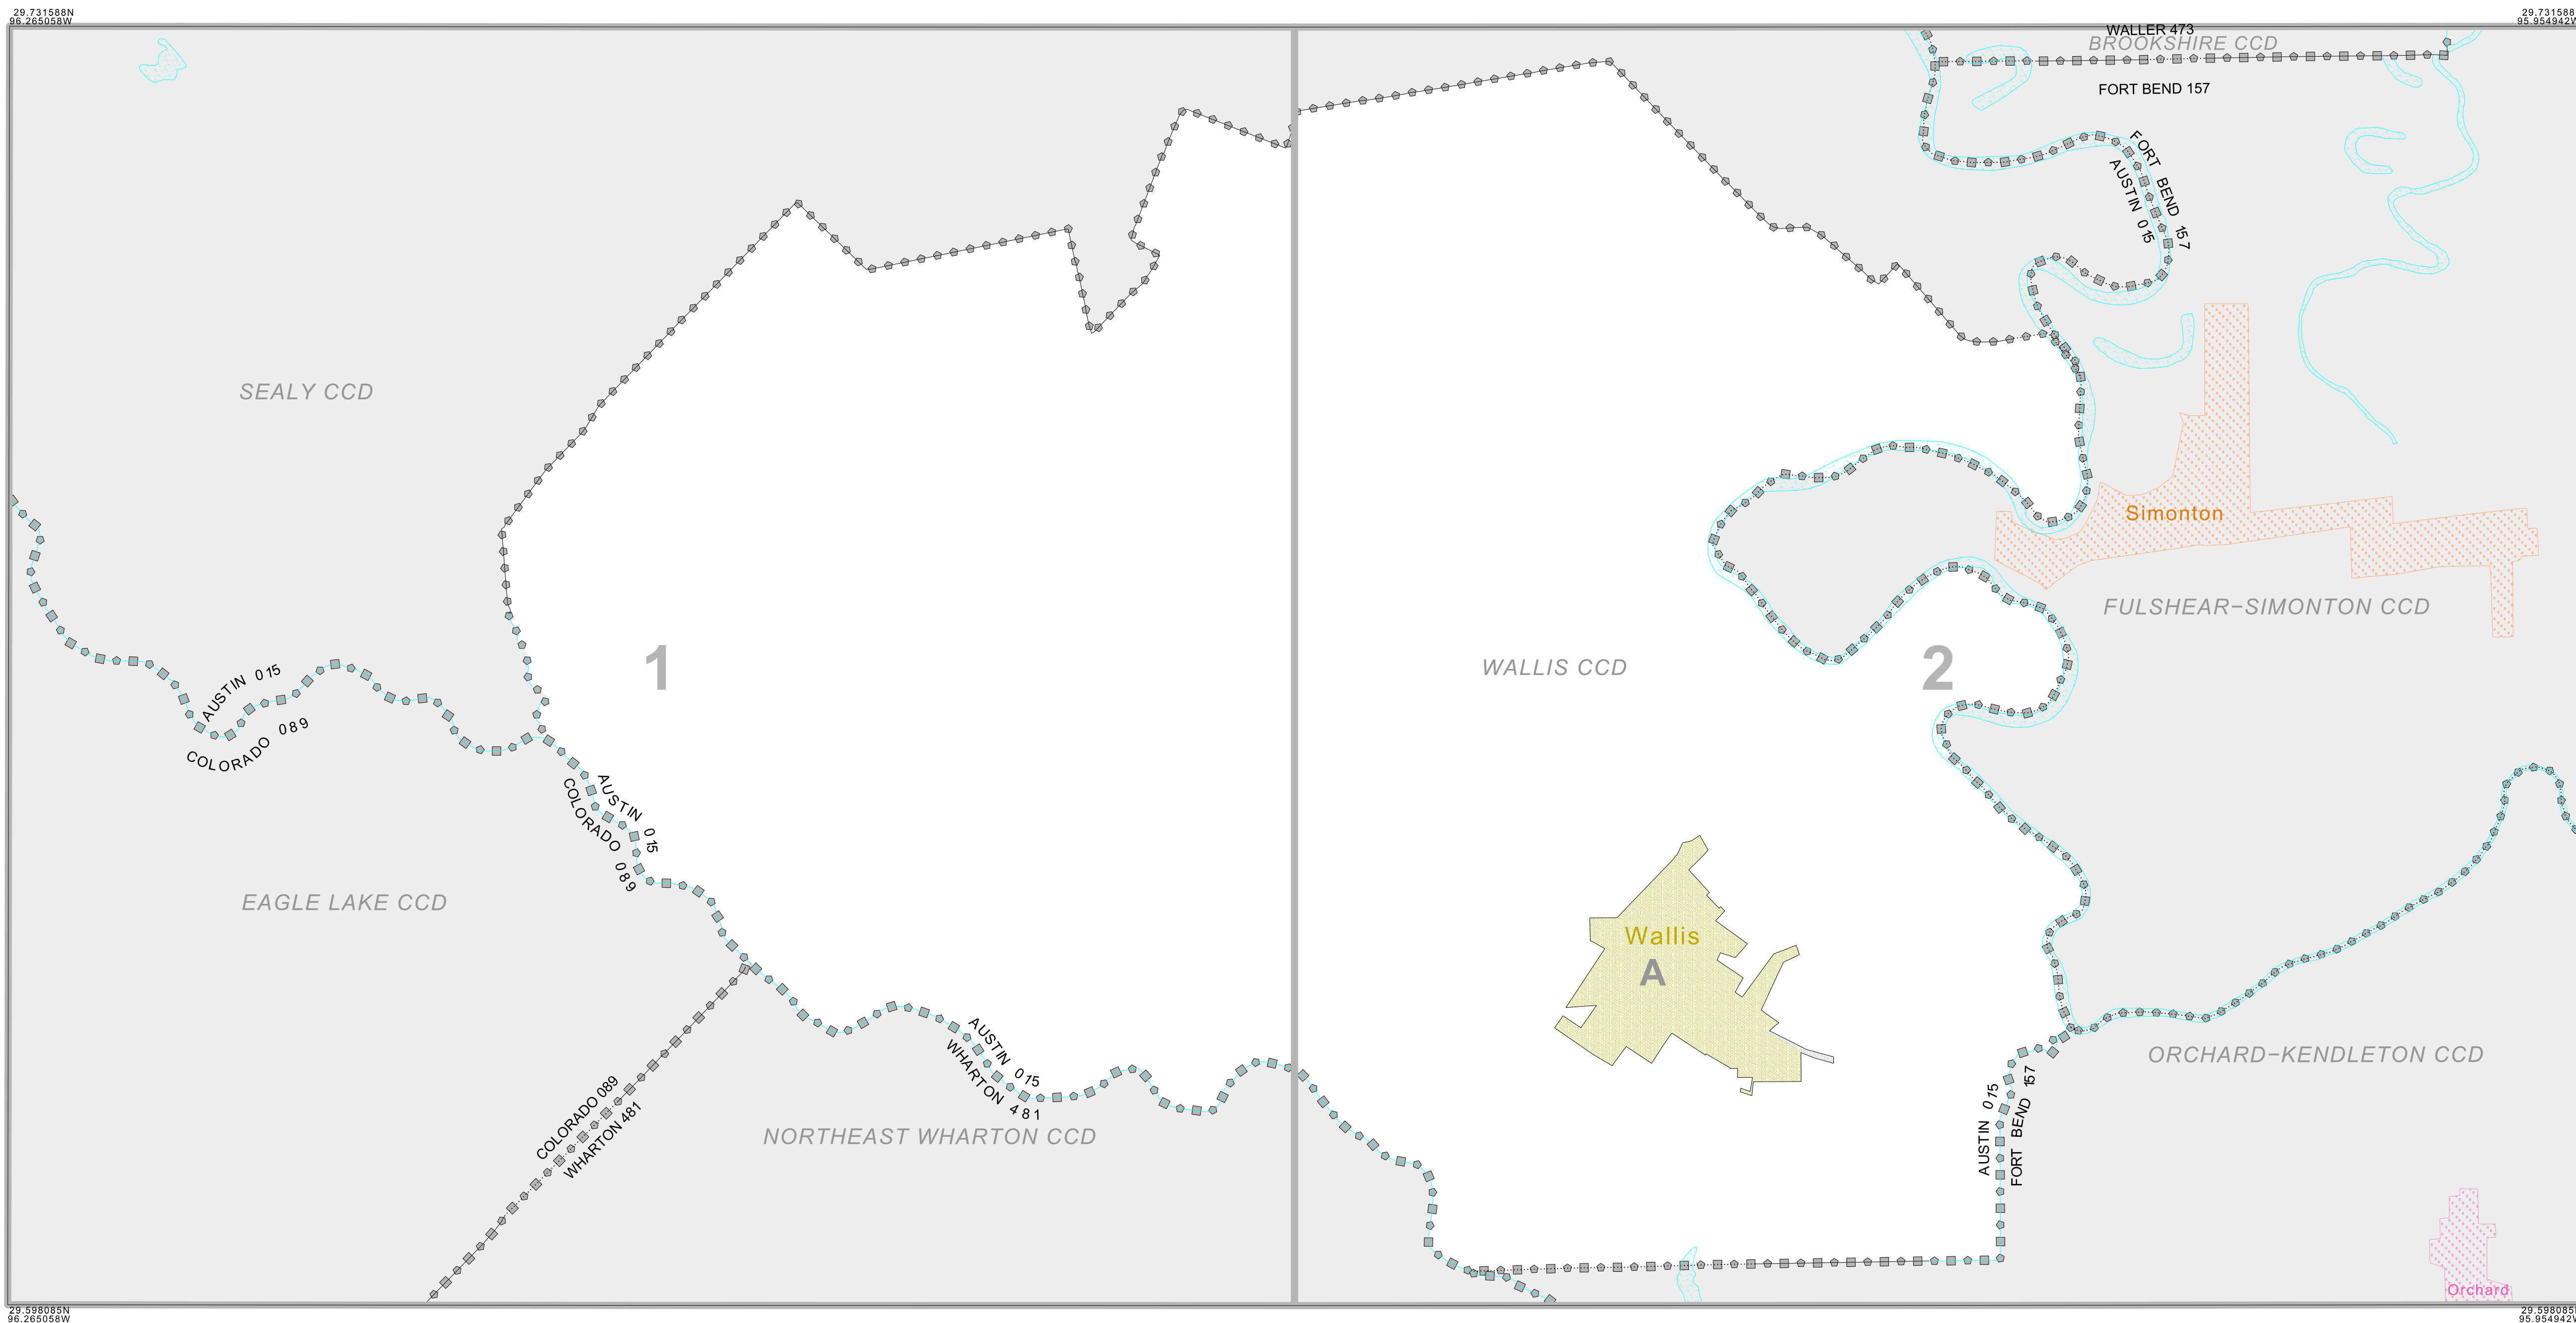 29.731588N
96.265058W
29.731588
95.954942W
WALLER 473
BROOKSHIRE CCD
FORT BEND 157
FORT BEND 157
AUSTIN 015
SEALY CCD
Simonton
FULSHEAR-SIMONTON CCD
1
WALLIS CCD
2
AUSTIN 015
COLORADO 089
AUSTIN 015
COLORADO 089
EAGLE LAKE CCD
Wallis
A
AUSTIN 015
WHARTON 481
ORCHARD-KENDLETON CCD
COLORADO 089
WHARTON 481
NORTHEAST WHARTON CCD
AUSTIN 015
FORT BEND 157
Orchard
29.598085N
96.265058W
29.598085N
95.954942W